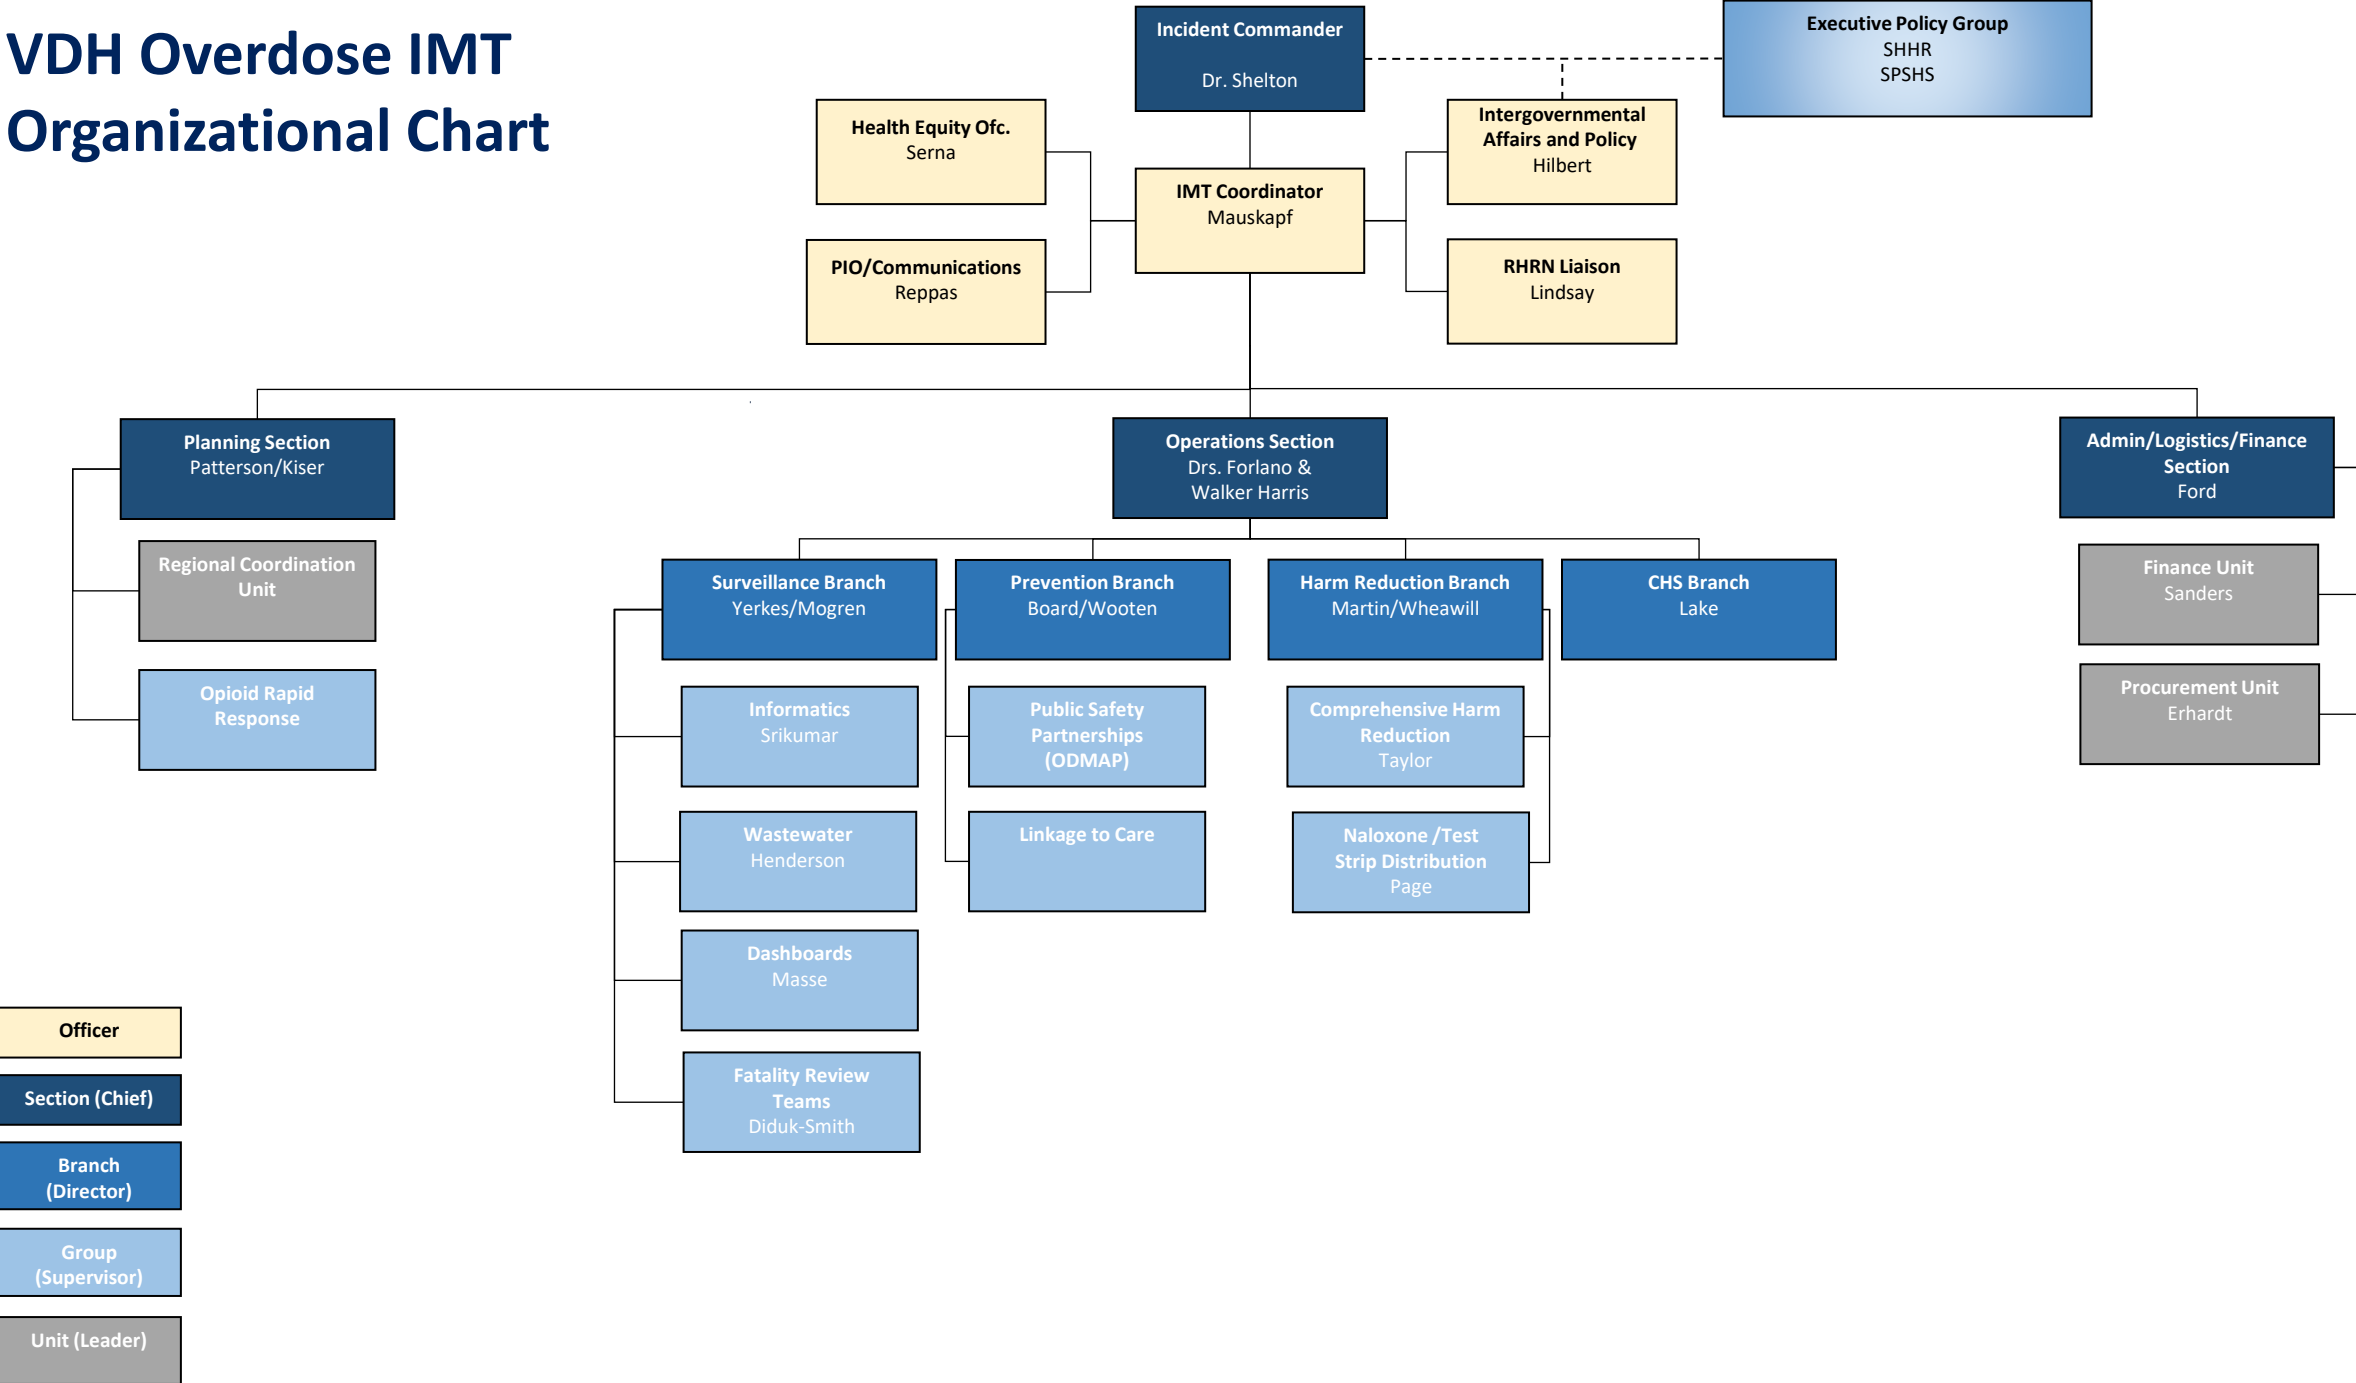 VDH Overdose IMT
Organizational Chart
Incident Commander
Dr. Shelton
Executive Policy Group
SHHR
SPSHS
Health Equity Ofc.
Serna
Intergovernmental
Affairs and Policy
Hilbert
IMT Coordinator
Mauskapf
PIO/Communications
Reppas
RHRN Liaison
Lindsay
Planning Section
Patterson/Kiser
Operations Section
Drs. Forlano &
Walker Harris
Admin/Logistics/Finance
Section
Ford
Regional Coordination
Unit
Opioid Rapid
Response
Surveillance Branch
Yerkes/Mogren
Prevention Branch
Board/Wooten
Harm Reduction Branch
Martin/Wheawill
CHS Branch
Lake
Finance Unit
Sanders
Procurement Unit
Erhardt
Informatics
Srikumar
Public Safety
Partnerships
(ODMAP)
Comprehensive Harm
Reduction
Taylor
Wastewater
Henderson
Linkage to Care
Naloxone /Test
Strip Distribution
Page
Dashboards
Masse
Fatality Review
Teams
Diduk-Smith
Officer
Section (Chief)
Branch
(Director)
Group
(Supervisor)
Unit (Leader)